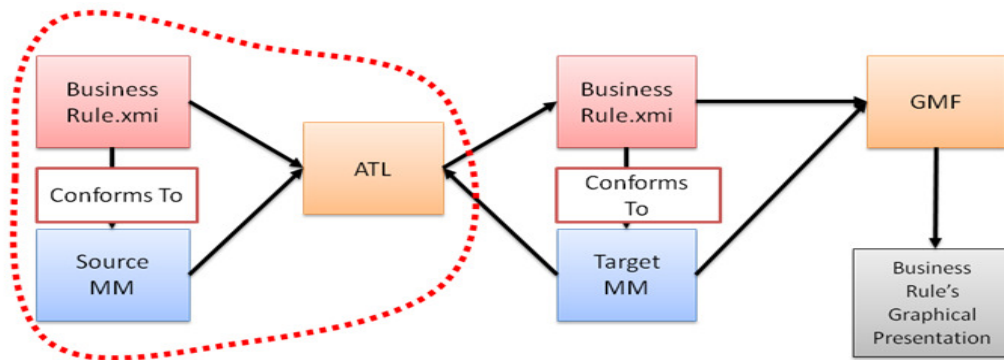 Business
Rule.xmi
Conforms To
Source
MM
ATL
Business
Rule.xmi
Conforms
To
Target
MM
GMF
Business
Rule's
Graphical
Presentation